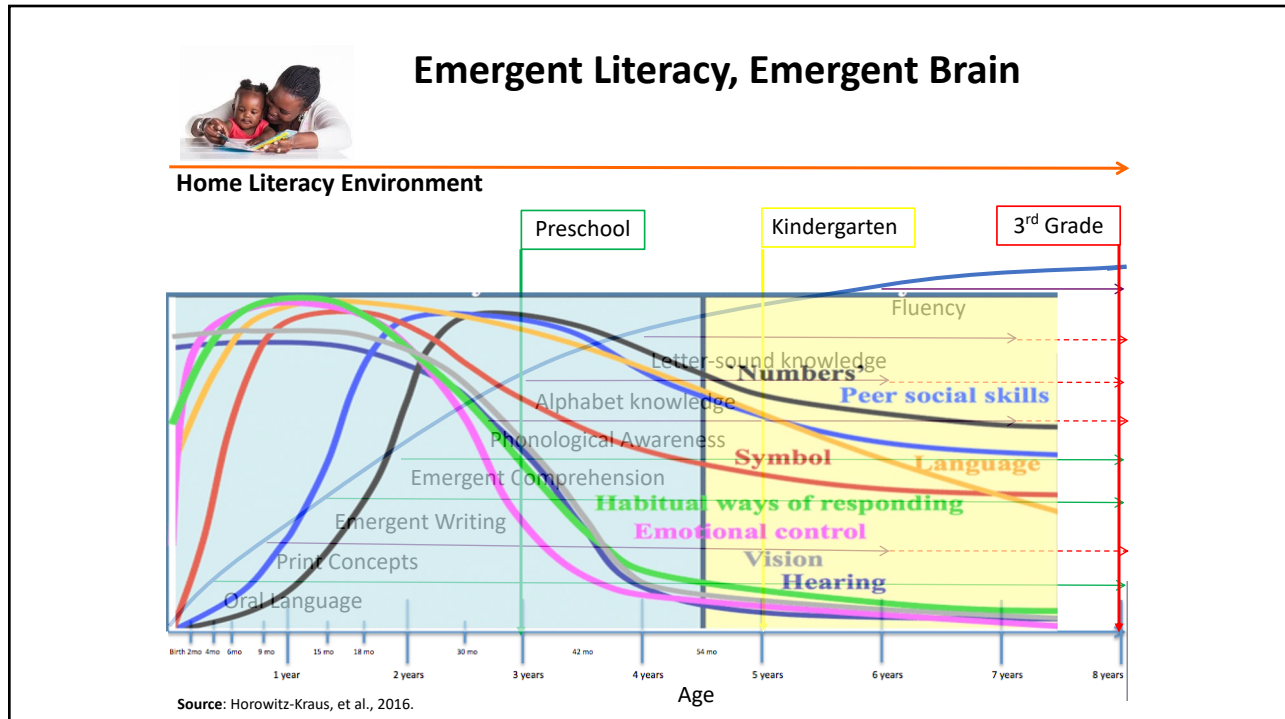 Emergent Literacy, Emergent Brain
Home Literacy Environment
Preschool
Kindergarten
3rd Grade
Fluency
Letter-sound knowledge
'Numbers'
Peer social skills
Alphabet knowledge
Phonological Awareness
Symbol
Language
Emergent Comprehension
Habitual ways of responding
Emergent Writing
Emotional control
Print Concepts
Vision
Hearing
Oral Language
Birth 2mo 4mo 6mo 9 mo 15 mo 18 mo 30 mo 42 mo 54 mo
1 year 2 years 3 years 4 years 5 years 6 years 7 years 8 years
Age
Source: Horowitz-Kraus, et al., 2016.